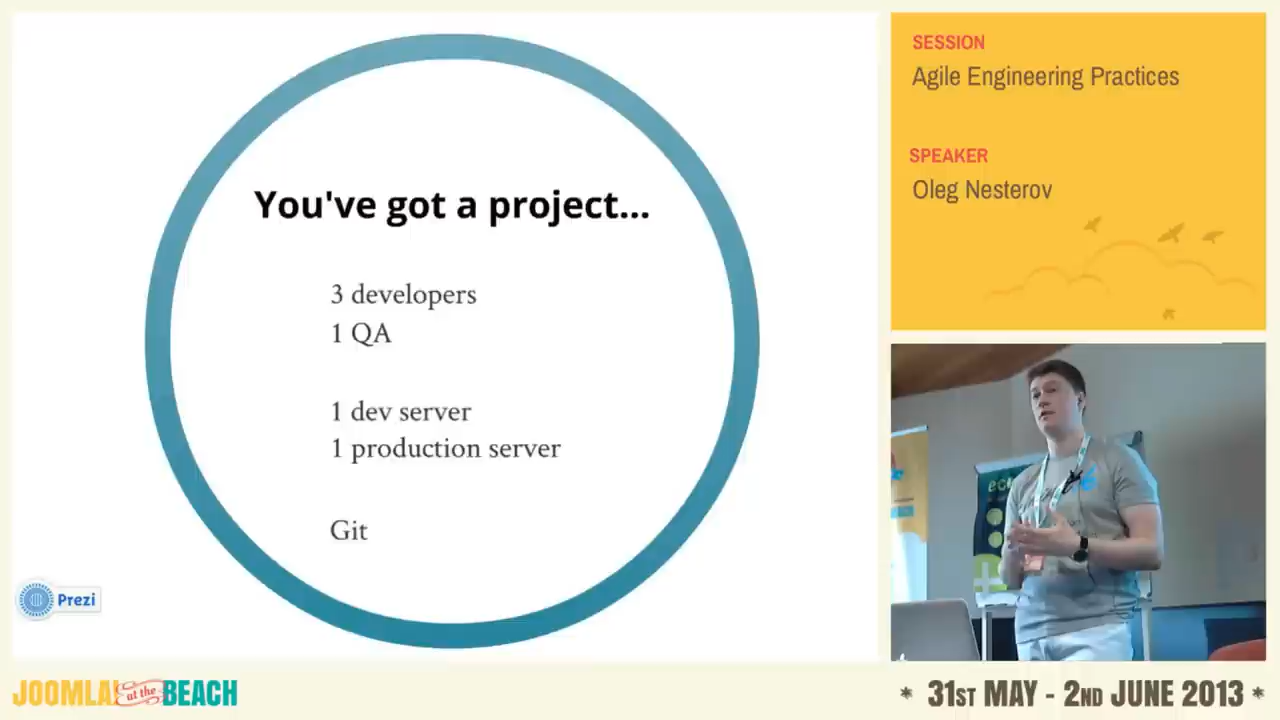 You've got a project...
3 developers
1 QA
1 dev server
1 production server
Git
Prezi
SESSION
Agile Engineering Practices
SPEAKER
Oleg Nesterov
JOOMLA! at the BEACH
* 31ST MAY - 2ND JUNE 2013 *